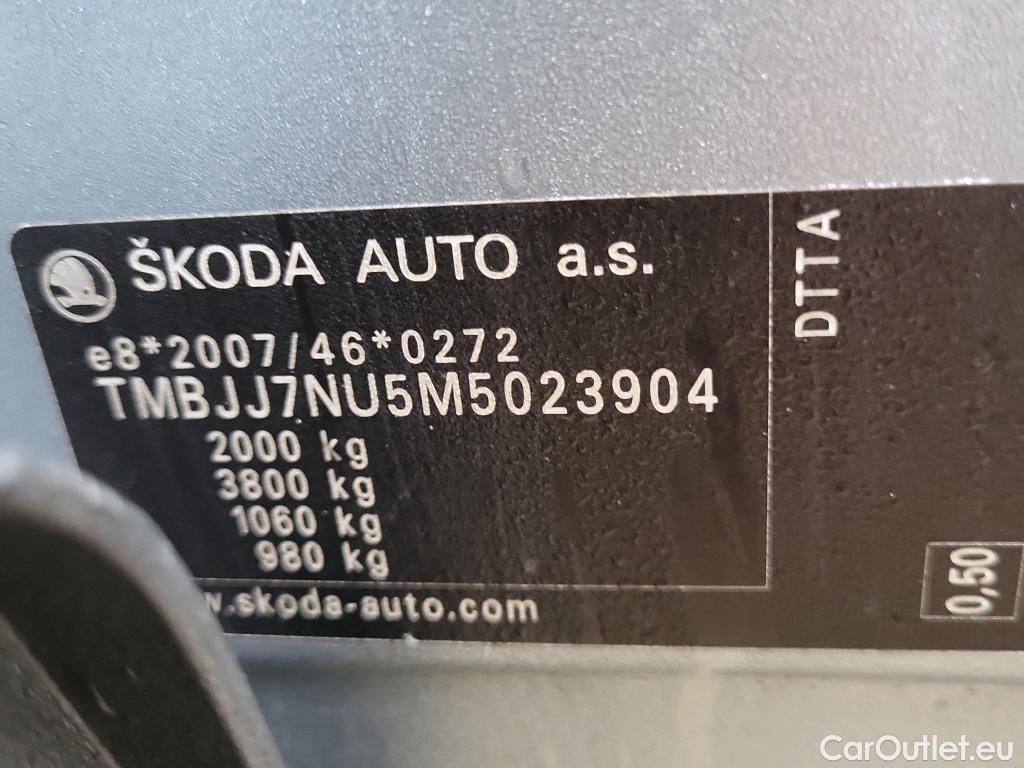 ŠKODA AUTO a.s.
e8*2007/46*0272
TMBJJ7NU5M5023904
2000 kg
3800 kg
1060 kg
980 kg
w.skoda-auto.com
DTTA
0,50
CarOutlet.eu